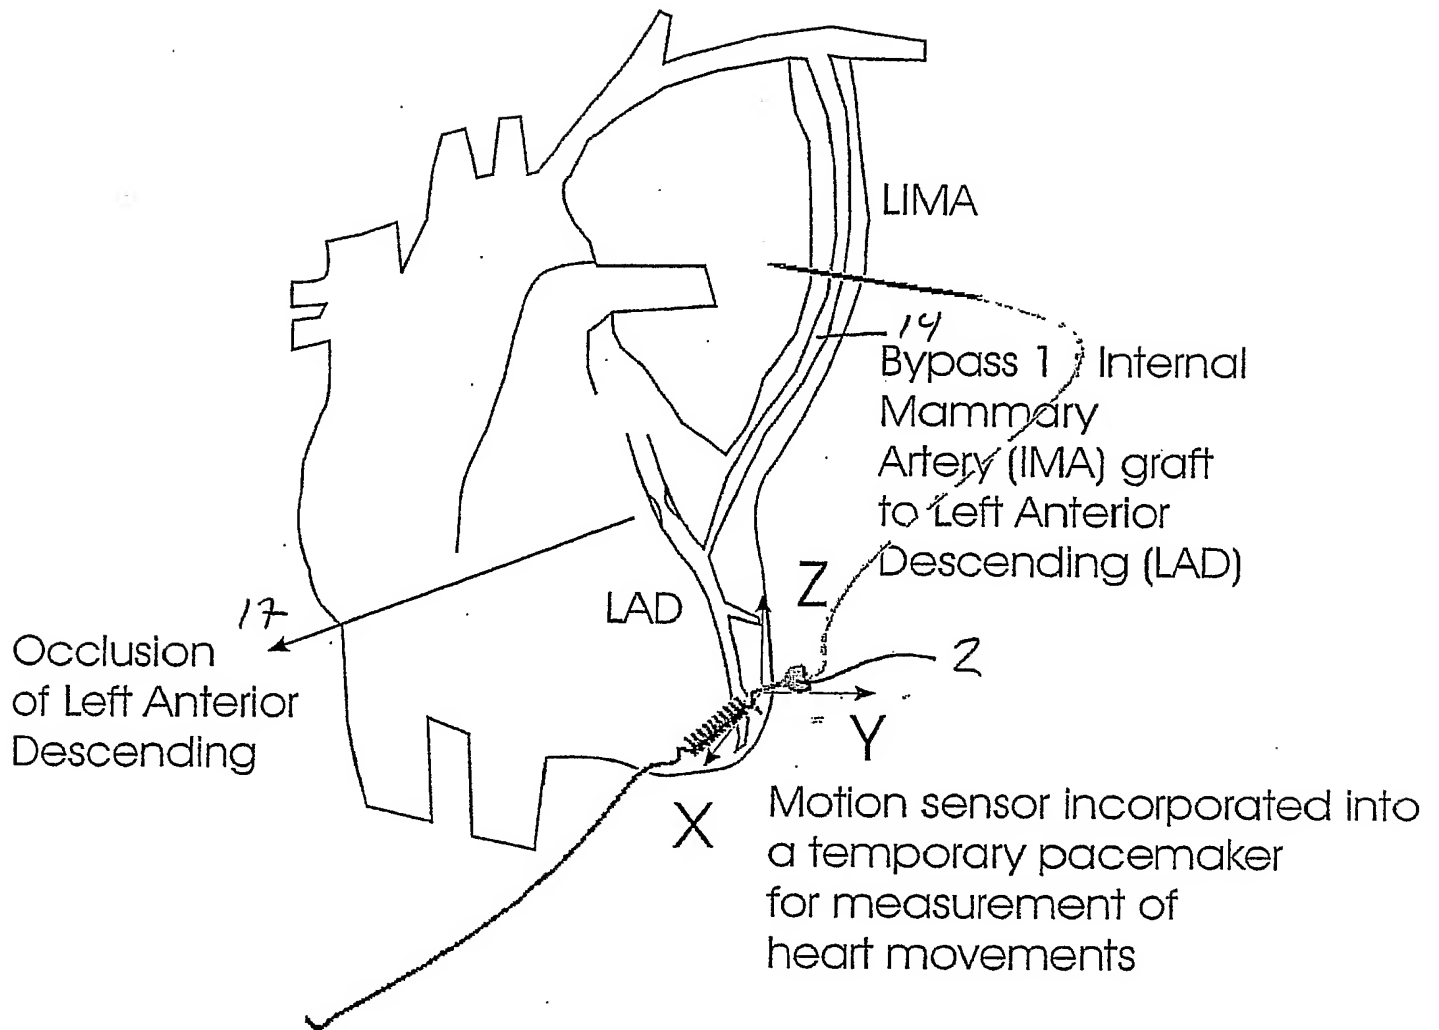 LIMA
14
Bypass 1 Internal
Mammary
Artery (IMA) graft
to Left Anterior
Descending (LAD)
Z
LAD
17
Occlusion
of Left Anterior
Descending
2
Y
X
Motion sensor incorporated into
a temporary pacemaker
for measurement of
heart movements